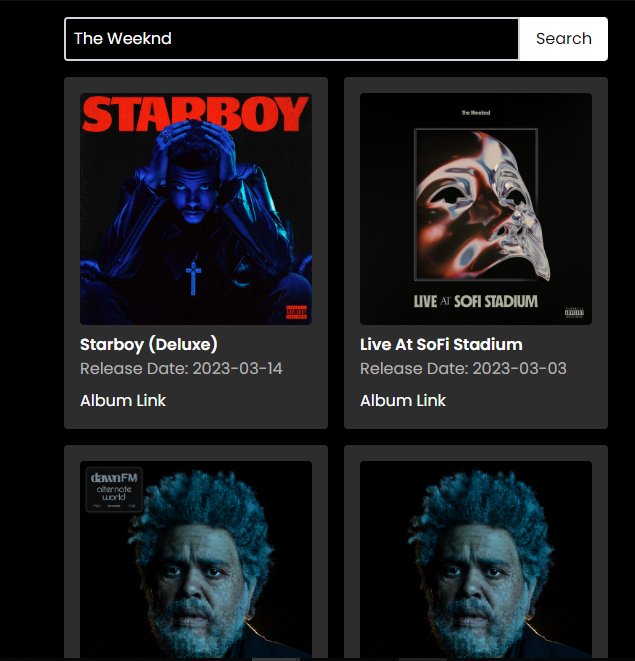 The Weeknd
Search
STARBOY
The Weeknd
LIVE AT SOFI STADIUM
Starboy (Deluxe)
Release Date: 2023-03-14
Album Link
Live At SoFi Stadium
Release Date: 2023-03-03
Album Link
dawnFM
alternate
world